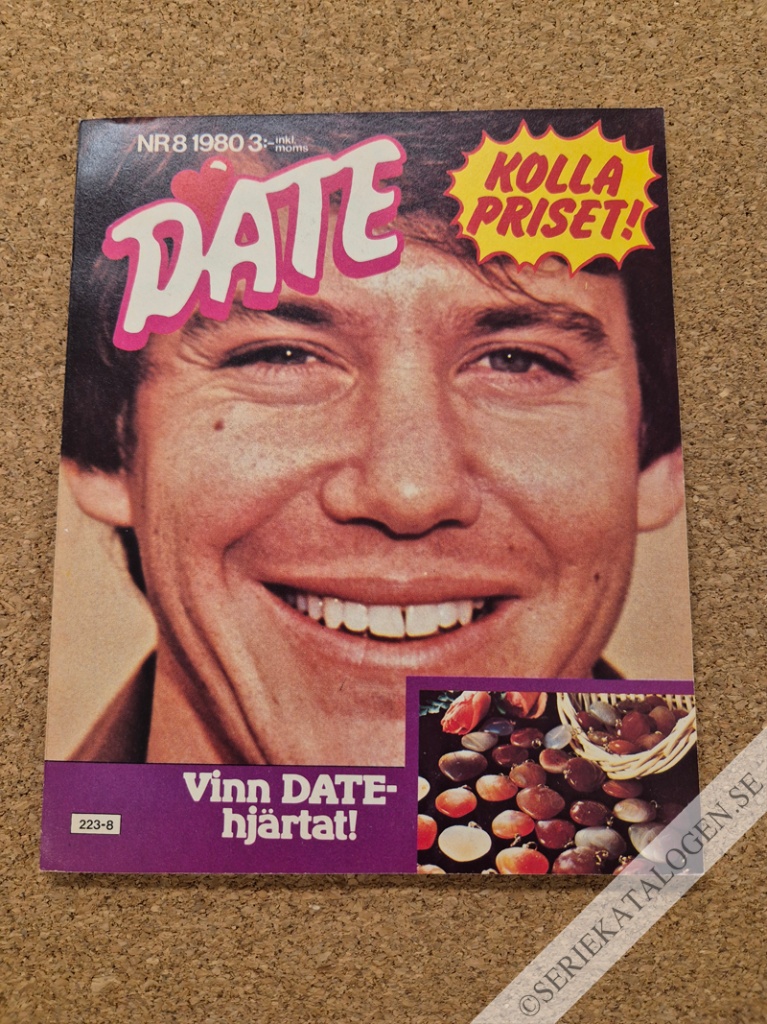 NR 8 1980 3:- inkl. moms
DATE
KOLLA
PRISET!
Vinn DATE-
hjärtat!
223-8
©SERIEKATALOGEN.SE